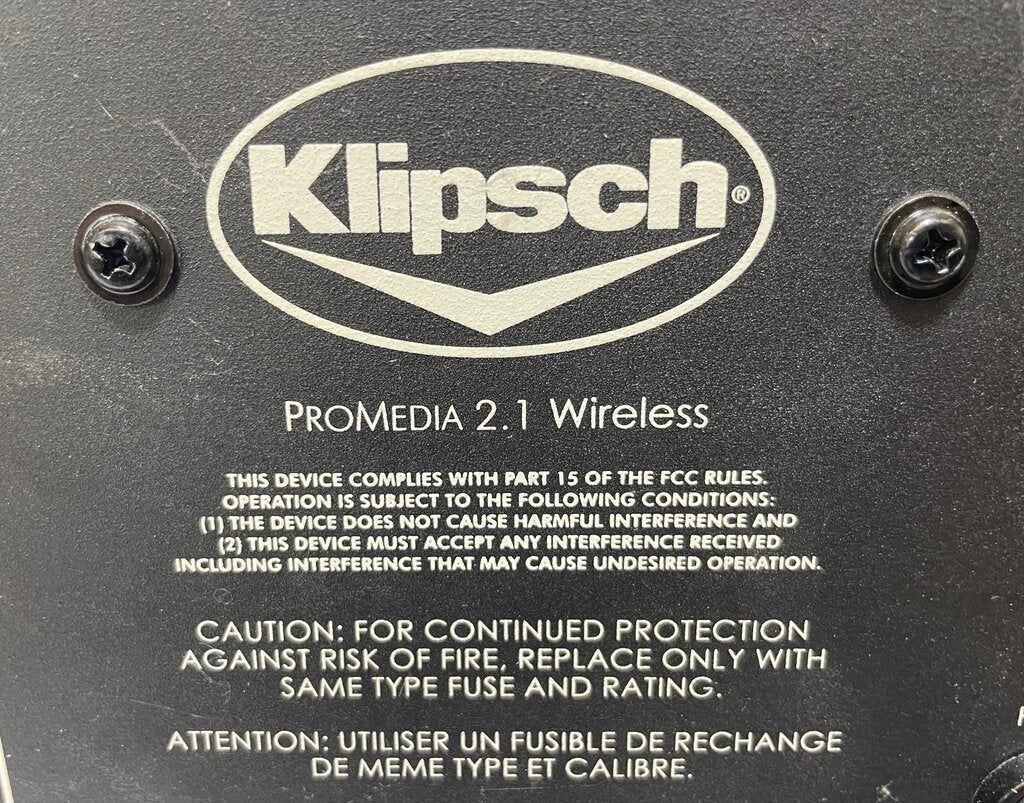 Klipsch®
PROMEDIA 2.1 Wireless
THIS DEVICE COMPLIES WITH PART 15 OF THE FCC RULES.
OPERATION IS SUBJECT TO THE FOLLOWING CONDITIONS:
(1) THE DEVICE DOES NOT CAUSE HARMFUL INTERFERENCE AND
(2) THIS DEVICE MUST ACCEPT ANY INTERFERENCE RECEIVED
INCLUDING INTERFERENCE THAT MAY CAUSE UNDESIRED OPERATION.
CAUTION: FOR CONTINUED PROTECTION
AGAINST RISK OF FIRE, REPLACE ONLY WITH
SAME TYPE FUSE AND RATING.
ATTENTION: UTILISER UN FUSIBLE DE RECHANGE
DE MEME TYPE ET CALIBRE.